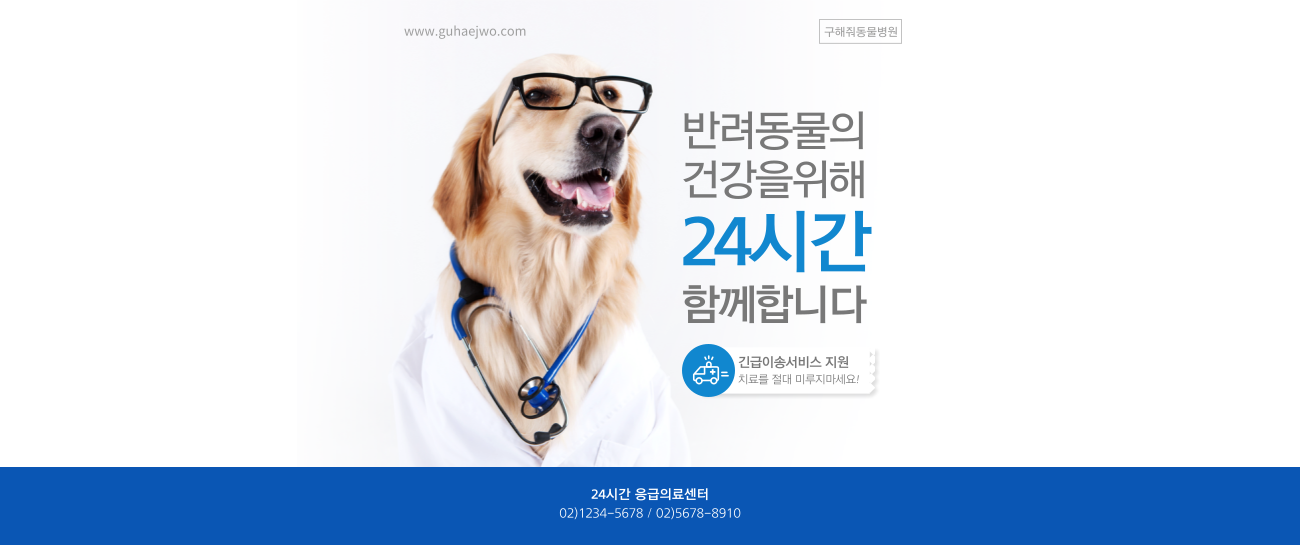 www.guhaejwo.com
구해줘동물병원
반려동물의
건강을위해
24시간
함께합니다
긴급이송서비스 지원
치료를 절대 미루지마세요!
24시간 응급의료센터
02)1234-5678 / 02)5678-8910